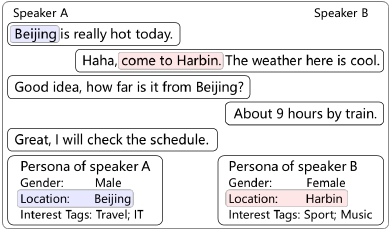 Speaker A Speaker B
Beijing is really hot today.
Haha, come to Harbin. The weather here is cool.
Good idea, how far is it from Beijing?
About 9 hours by train.
Great, I will check the schedule.
Persona of speaker A
Gender: Male
Location: Beijing
Interest Tags: Travel; IT
Persona of speaker B
Gender: Female
Location: Harbin
Interest Tags: Sport; Music